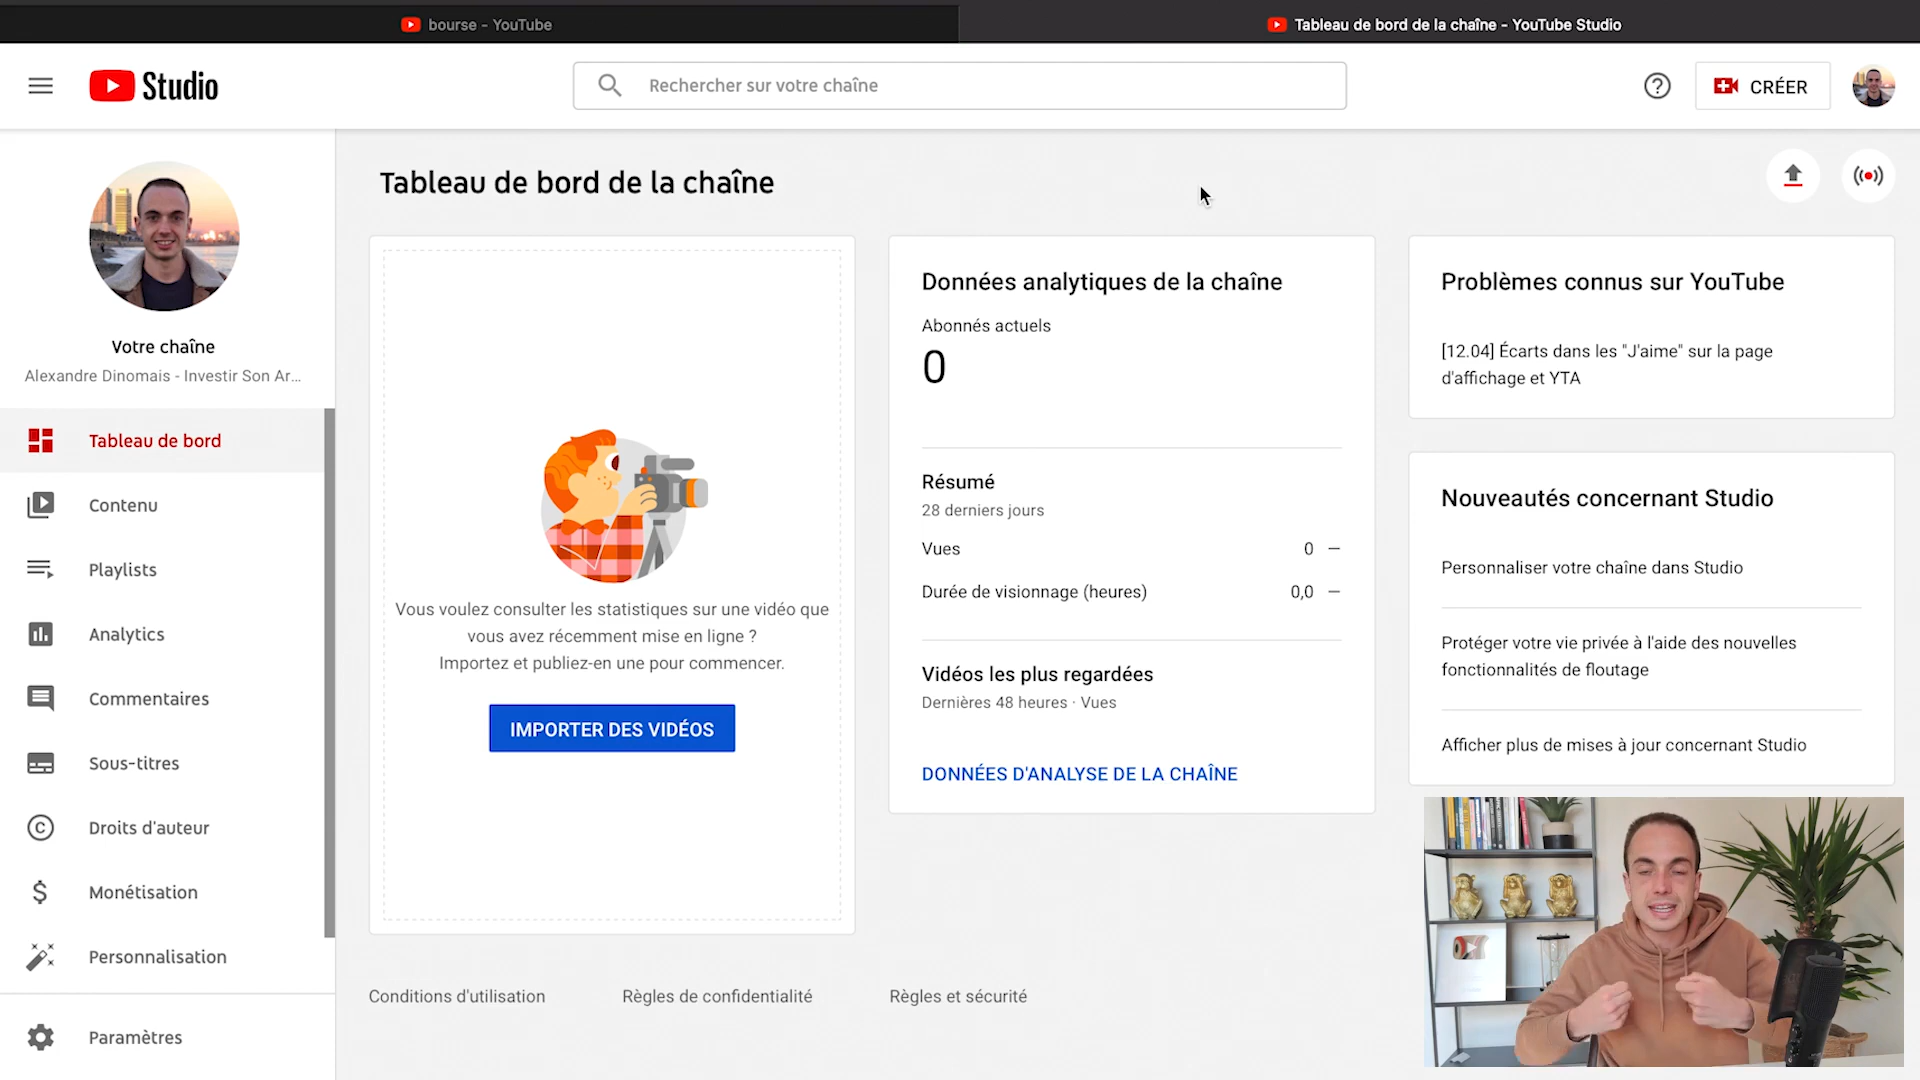 bourse - YouTube
Tableau de bord de la chaîne - YouTube Studio
Studio
Rechercher sur votre chaîne
CRÉER
Tableau de bord de la chaîne
Votre chaîne
Alexandre Dinomais - Investir Son Ar...
Tableau de bord
Contenu
Playlists
Analytics
Commentaires
Sous-titres
Droits d'auteur
Monétisation
Personnalisation
Paramètres
Vous voulez consulter les statistiques sur une vidéo que
vous avez récemment mise en ligne ?
Importez et publiez-en une pour commencer.
IMPORTER DES VIDÉOS
Données analytiques de la chaîne
Abonnés actuels
0
Résumé
28 derniers jours
Vues 0 —
Durée de visionnage (heures) 0,0 —
Vidéos les plus regardées
Dernières 48 heures · Vues
DONNÉES D'ANALYSE DE LA CHAÎNE
Problèmes connus sur YouTube
[12.04] Écarts dans les "J'aime" sur la page
d'affichage et YTA
Nouveautés concernant Studio
Personnaliser votre chaîne dans Studio
Protéger votre vie privée à l'aide des nouvelles
fonctionnalités de floutage
Afficher plus de mises à jour concernant Studio
Conditions d'utilisation
Règles de confidentialité
Règles et sécurité